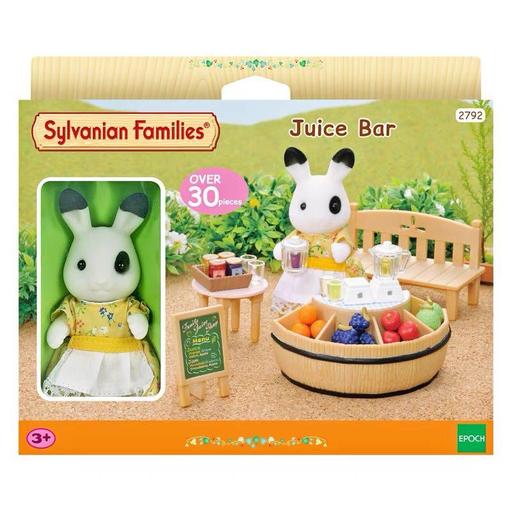 Sylvanian Families®
Juice Bar
2792
OVER
30 pieces
Menu
3+
EPOCH